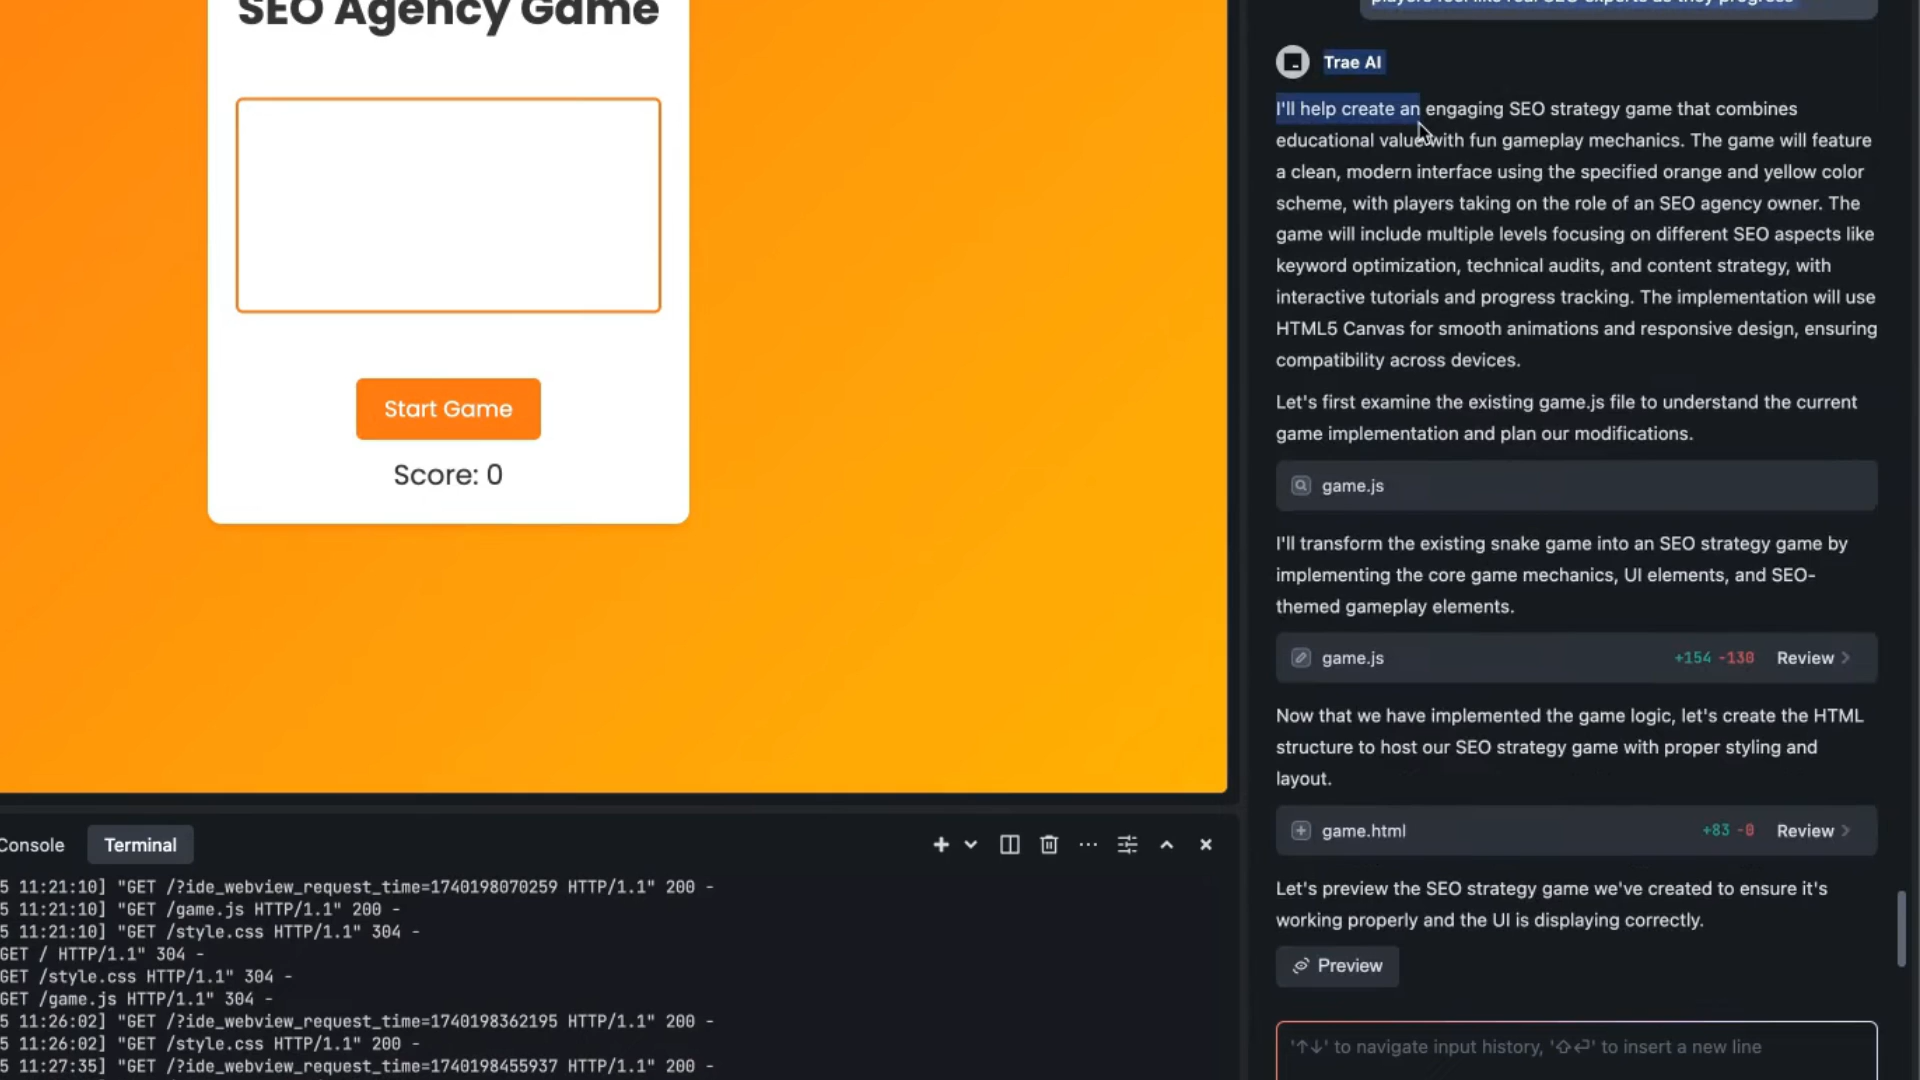 SEO Agency Game
Start Game
Score: 0
players feel like real SEO experts as they progress
Trae AI
I'll help create an engaging SEO strategy game that combines
educational value with fun gameplay mechanics. The game will feature
a clean, modern interface using the specified orange and yellow color
scheme, with players taking on the role of an SEO agency owner. The
game will include multiple levels focusing on different SEO aspects like
keyword optimization, technical audits, and content strategy, with
interactive tutorials and progress tracking. The implementation will use
HTML5 Canvas for smooth animations and responsive design, ensuring
compatibility across devices.
Let's first examine the existing game.js file to understand the current
game implementation and plan our modifications.
game.js
I'll transform the existing snake game into an SEO strategy game by
implementing the core game mechanics, UI elements, and SEO-
themed gameplay elements.
game.js +154 -130 Review
Now that we have implemented the game logic, let's create the HTML
structure to host our SEO strategy game with proper styling and
layout.
game.html +83 -0 Review
Let's preview the SEO strategy game we've created to ensure it's
working properly and the UI is displaying correctly.
Preview
'↑↓' to navigate input history, '⇧⏎' to insert a new line
Console Terminal
5 11:21:10] "GET /?ide_webview_request_time=1740198070259 HTTP/1.1" 200 -
5 11:21:10] "GET /game.js HTTP/1.1" 200 -
5 11:21:10] "GET /style.css HTTP/1.1" 304 -
GET / HTTP/1.1" 304 -
GET /style.css HTTP/1.1" 304 -
GET /game.js HTTP/1.1" 304 -
5 11:26:02] "GET /?ide_webview_request_time=1740198362195 HTTP/1.1" 200 -
5 11:26:02] "GET /style.css HTTP/1.1" 200 -
5 11:27:35] "GET /?ide_webview_request_time=1740198455937 HTTP/1.1" 200 -